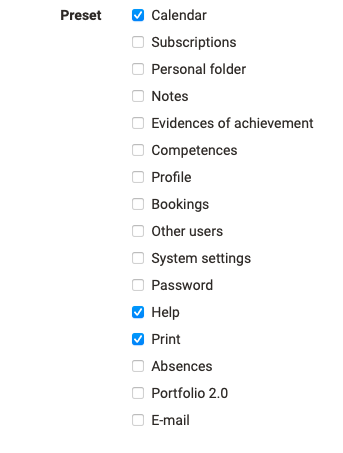 Preset Calendar
Subscriptions
Personal folder
Notes
Evidences of achievement
Competences
Profile
Bookings
Other users
System settings
Password
Help
Print
Absences
Portfolio 2.0
E-mail